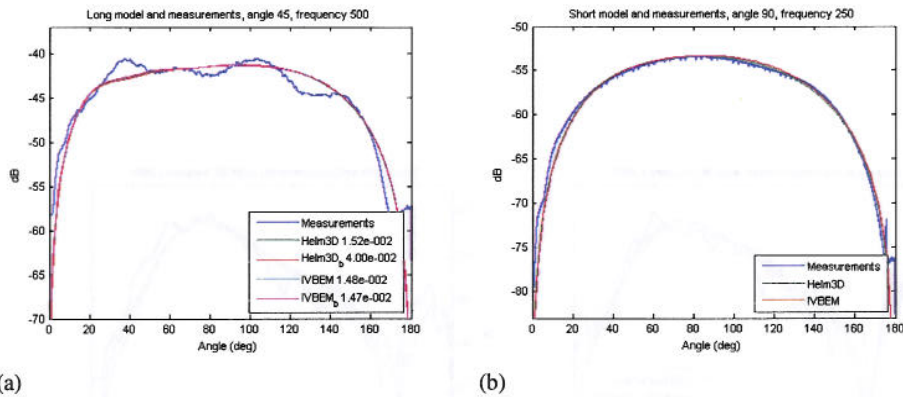 Long model and measurements, angle 45, frequency 500
-40
-45
-50
-55
-60
-65
-70
dB
0 20 40 60 80 100 120 140 160 180
Angle (deg)
Measurements
Helm3D 1.52e-002
Helm3D_b 4.00e-002
IVBEM 1.48e-002
IVBEM_b 1.47e-002
(a)
Short model and measurements, angle 90, frequency 250
-50
-55
-60
-65
-70
-75
-80
dB
0 20 40 60 80 100 120 140 160 180
Angle (deg)
Measurements
Helm3D
IVBEM
(b)